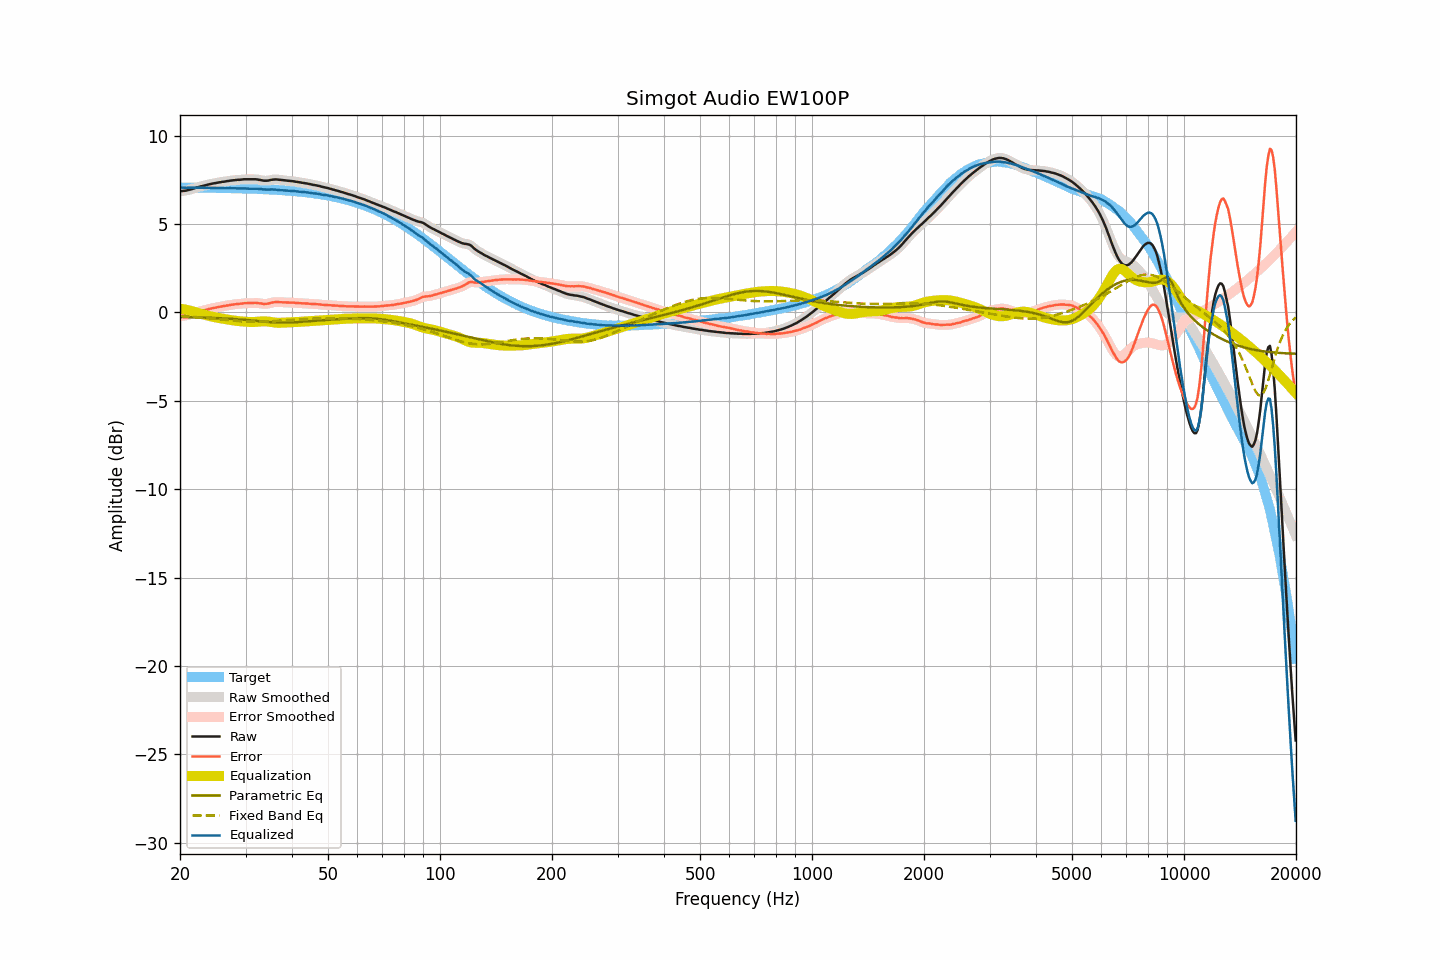 Simgot Audio EW100P
10
5
0
−5
−10
−15
−20
−25
−30
Amplitude (dBr)
Target
Raw Smoothed
Error Smoothed
Raw
Error
Equalization
Parametric Eq
Fixed Band Eq
Equalized
20 50 100 200 500 1000 2000 5000 10000 20000
Frequency (Hz)